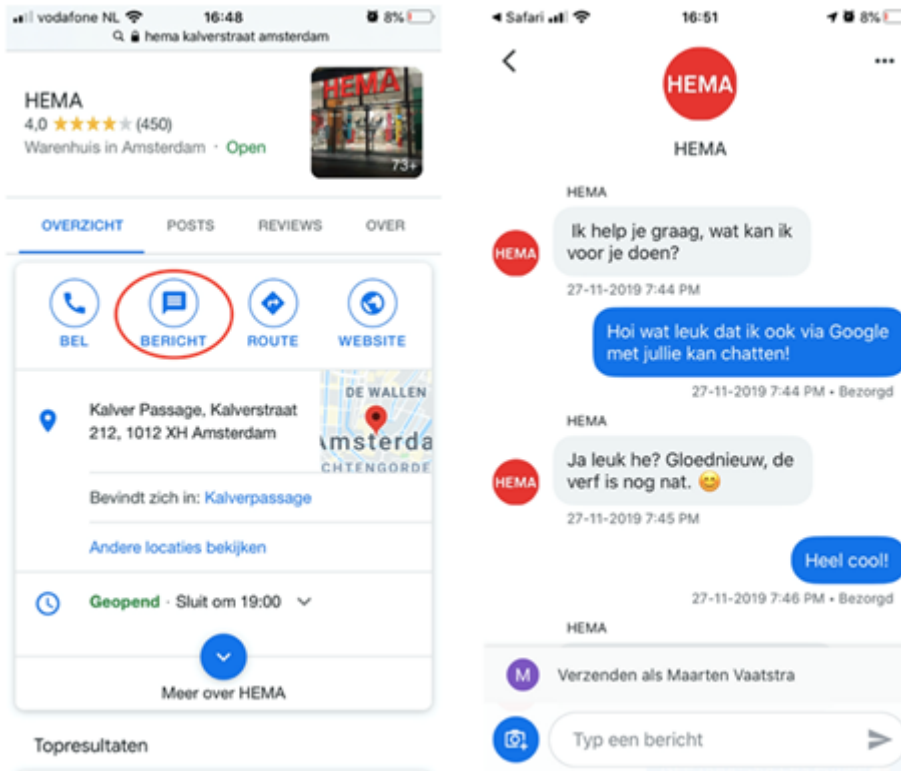 vodafone NL 16:48 8%
hema kalverstraat amsterdam
HEMA
4,0 (450)
Warenhuis in Amsterdam · Open
HEMA
73+
OVERZICHT POSTS REVIEWS OVER
BEL BERICHT ROUTE WEBSITE
Kalver Passage, Kalverstraat
212, 1012 XH Amsterdam
DE WALLEN
Amsterda
CHTENGORDE
Bevindt zich in: Kalverpassage
Andere locaties bekijken
Geopend · Sluit om 19:00
Meer over HEMA
Topresultaten
Safari 16:51 8%
HEMA
HEMA
HEMA
HEMA
Ik help je graag, wat kan ik
voor je doen?
27-11-2019 7:44 PM
Hoi wat leuk dat ik ook via Google
met jullie kan chatten!
27-11-2019 7:44 PM • Bezorgd
HEMA
HEMA
Ja leuk he? Gloednieuw, de
verf is nog nat. 😊
27-11-2019 7:45 PM
Heel cool!
27-11-2019 7:46 PM • Bezorgd
HEMA
M
Verzenden als Maarten Vaatstra
Typ een bericht